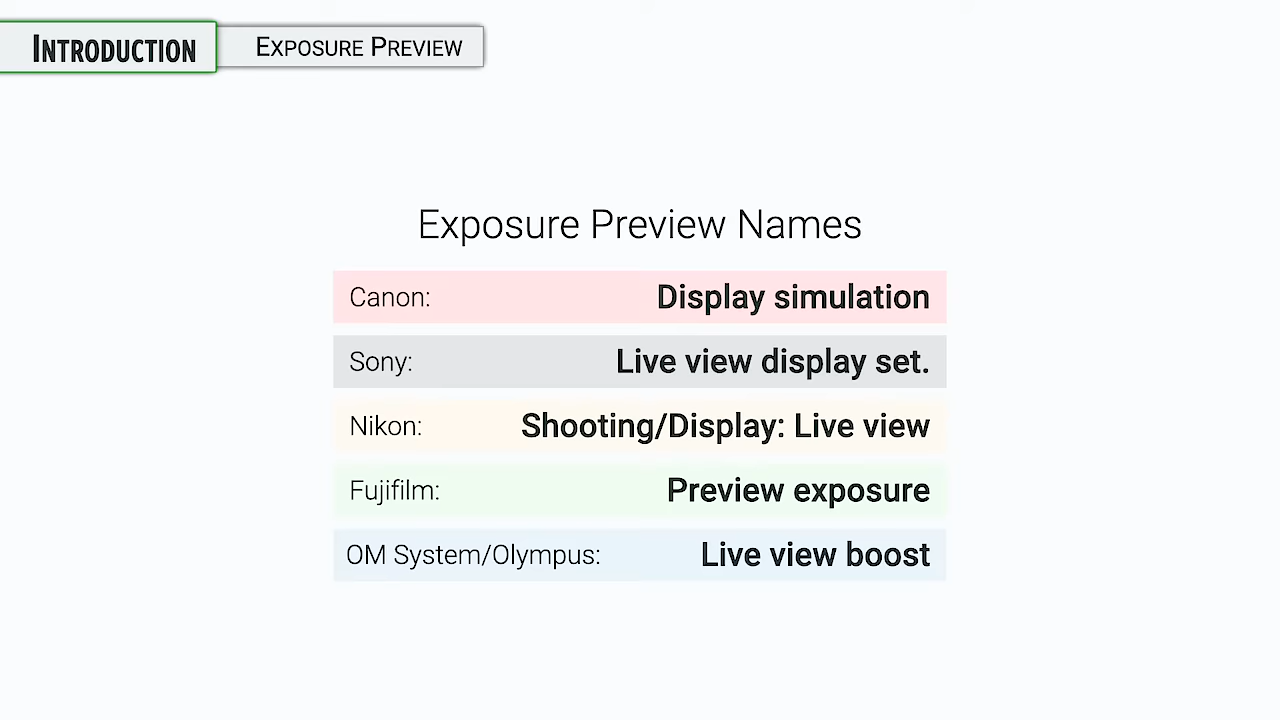 INTRODUCTION
EXPOSURE PREVIEW
Exposure Preview Names
Canon: Display simulation
Sony: Live view display set.
Nikon: Shooting/Display: Live view
Fujifilm: Preview exposure
OM System/Olympus: Live view boost